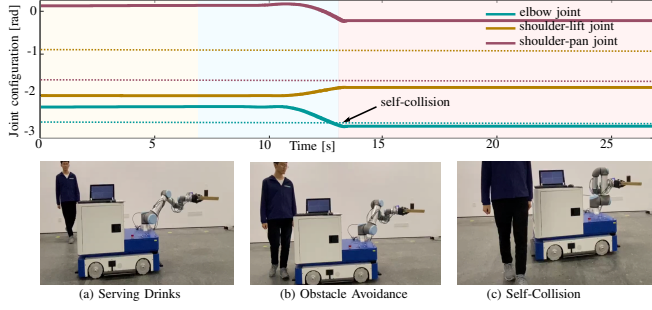 Joint configuration [rad]
0
-1
-2
-3
elbow joint
shoulder-lift joint
shoulder-pan joint
self-collision
0
5
10
Time [s]
15
20
25
(a) Serving Drinks
(b) Obstacle Avoidance
(c) Self-Collision